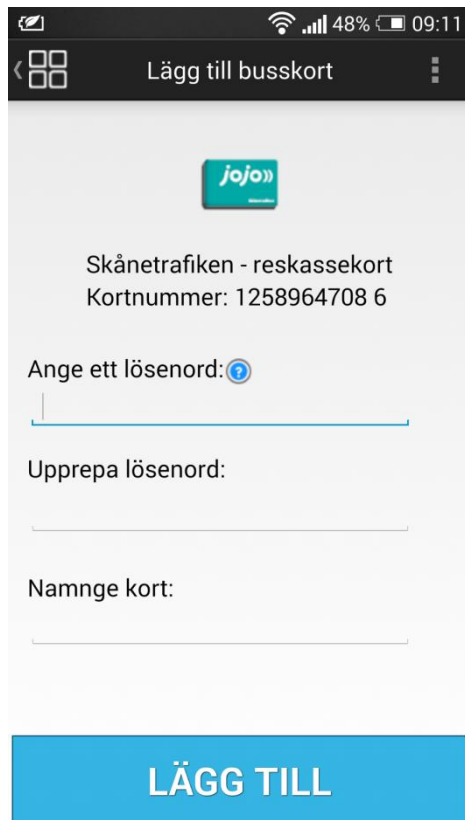 48% 09:11
Lägg till busskort
jojo
Skånetrafiken - reskassekort
Kortnummer: 1258964708 6
Ange ett lösenord:
Upprepa lösenord:
Namnge kort:
LÄGG TILL